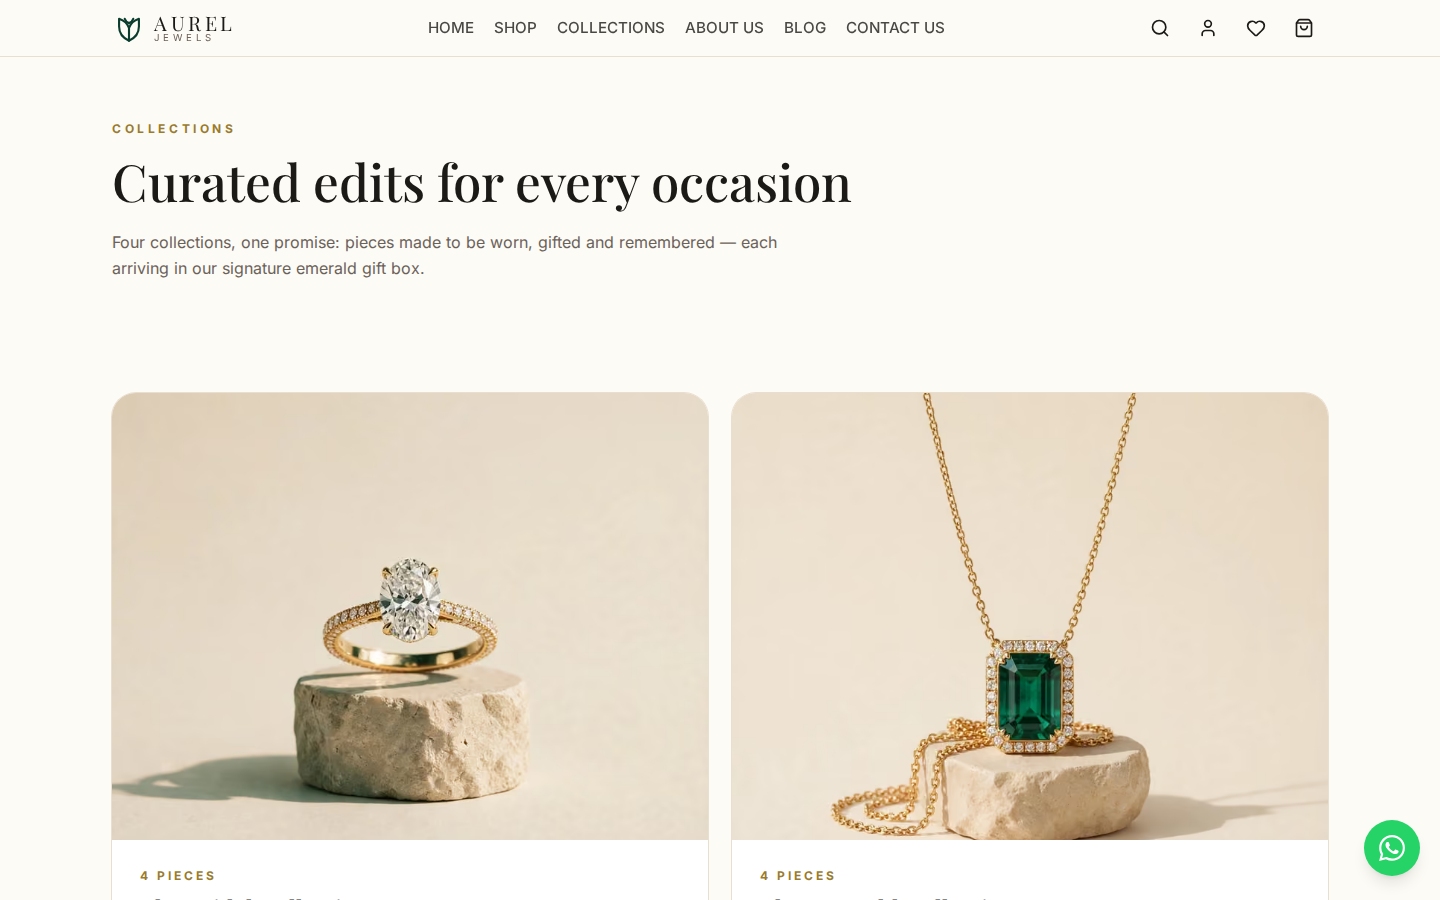 AUREL
JEWELS
HOME SHOP COLLECTIONS ABOUT US BLOG CONTACT US
COLLECTIONS
Curated edits for every occasion
Four collections, one promise: pieces made to be worn, gifted and remembered — each
arriving in our signature emerald gift box.
4 PIECES
4 PIECES